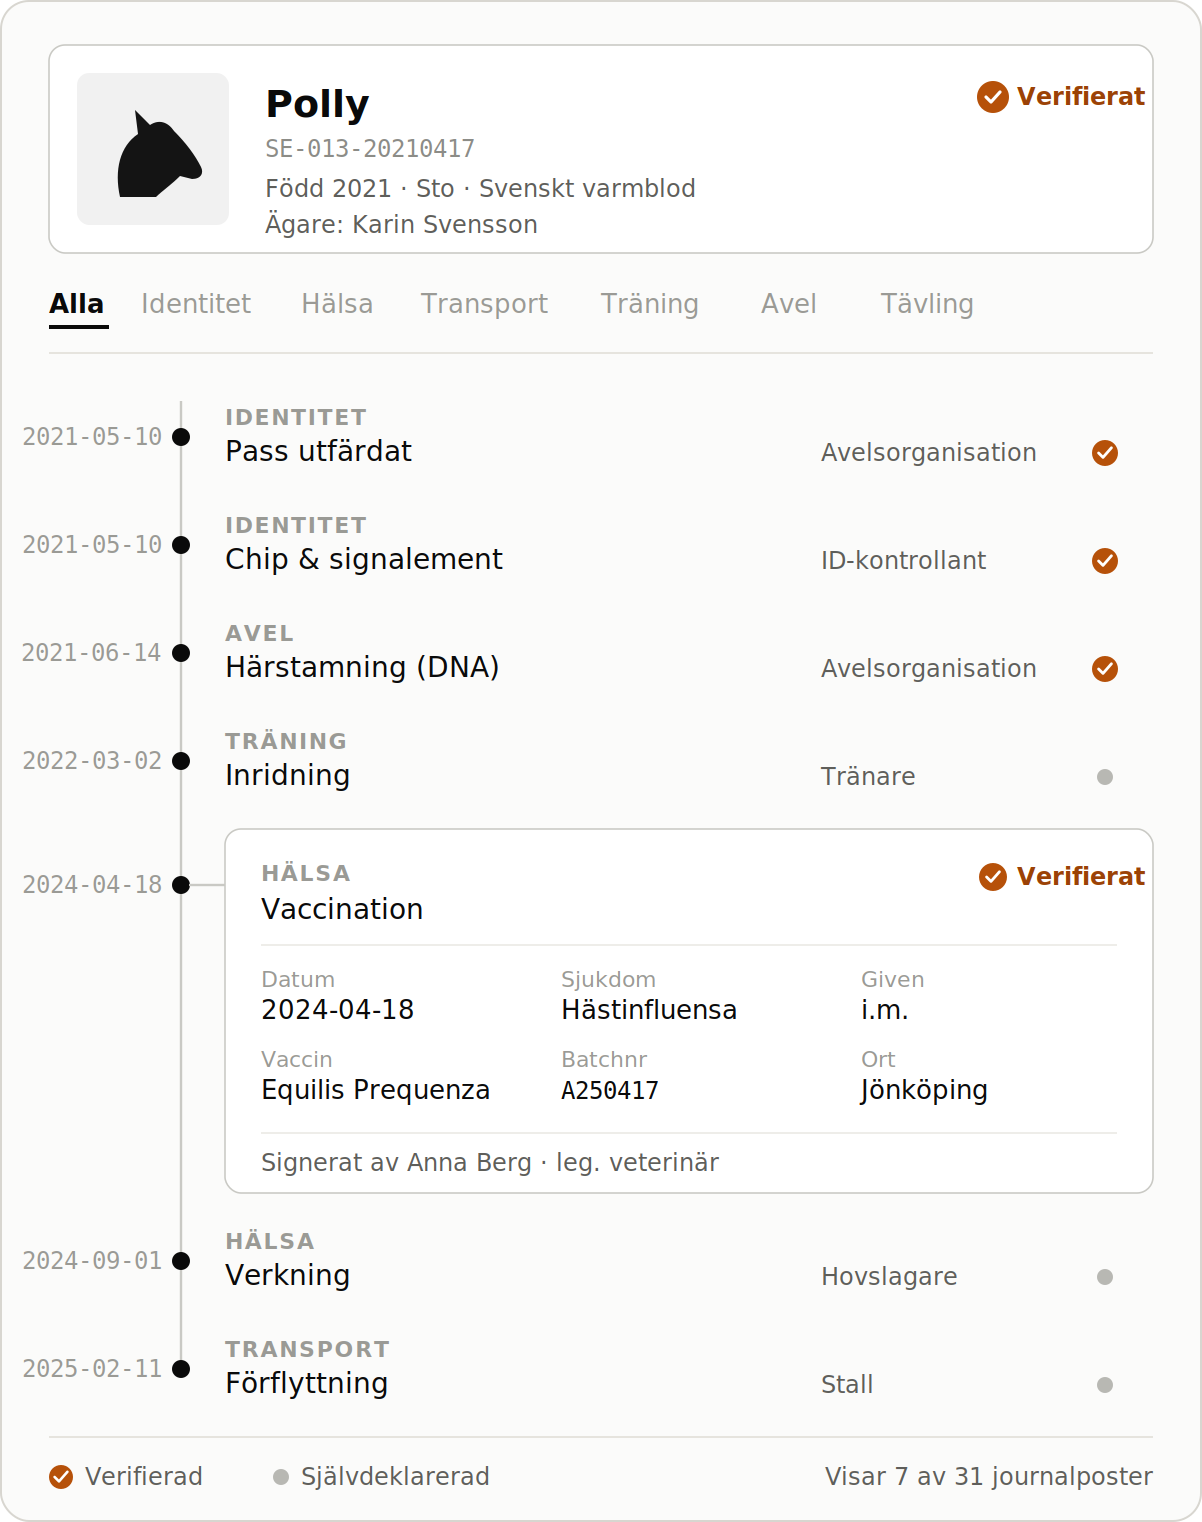 Polly
Verifierat
SE-013-20210417
Född 2021 · Sto · Svenskt varmblod
Ägare: Karin Svensson
Alla Identitet Hälsa Transport Träning Avel Tävling
IDENTITET
2021-05-10 Pass utfärdat Avelsorganisation
IDENTITET
2021-05-10 Chip & signalement ID-kontrollant
AVEL
2021-06-14 Härstamning (DNA) Avelsorganisation
TRÄNING
2022-03-02 Inridning Tränare
2024-04-18 HÄLSA Verifierat
Vaccination
Datum Sjukdom Given
2024-04-18 Hästinfluensa i.m.
Vaccin Batchnr Ort
Equilis Prequenza A250417 Jönköping
Signerat av Anna Berg · leg. veterinär
HÄLSA
2024-09-01 Verkning Hovslagare
TRANSPORT
2025-02-11 Förflyttning Stall
Verifierad Självdeklarerad Visar 7 av 31 journalposter